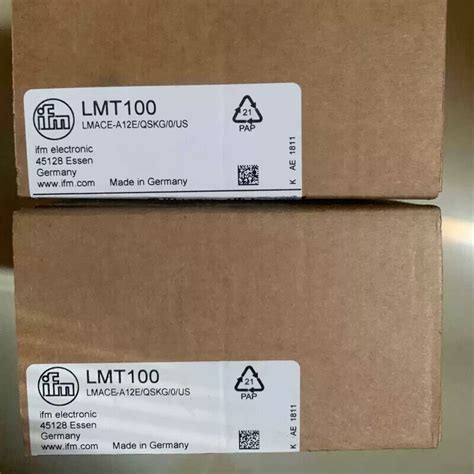 ifm
LMT100
LMACE-A12E/QSKG/0/US
ifm electronic
45128 Essen
Germany
www.ifm.com Made in Germany
21
PAP
K AE 1811
ifm
LMT100
LMACE-A12E/QSKG/0/US
ifm electronic
45128 Essen
Germany
www.ifm.com Made in Germany
21
PAP
K AE 1811